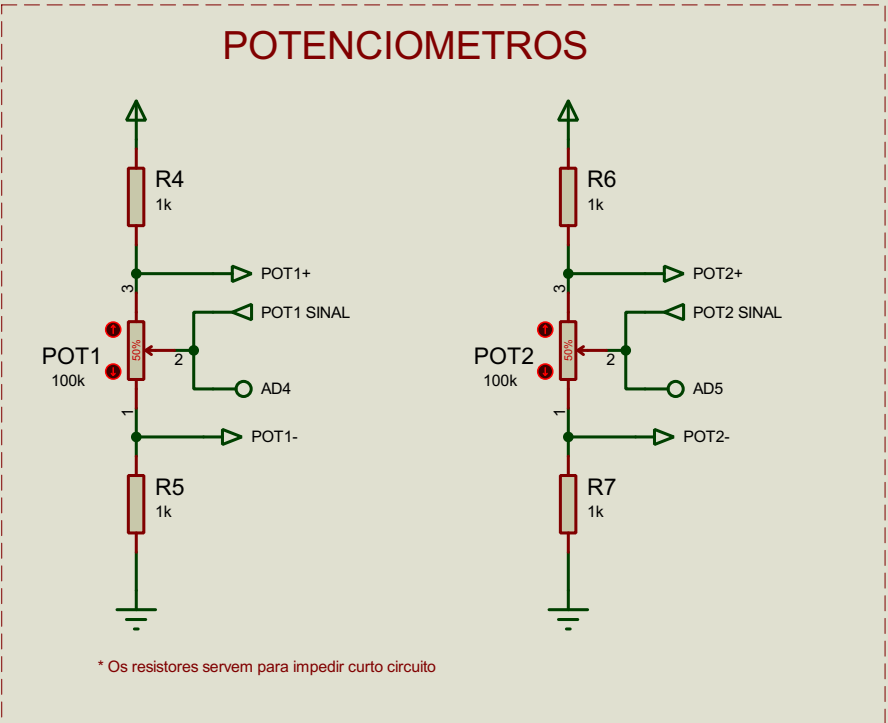 POTENCIOMETROS
R4
1k
3
POT1+
POT1 SINAL
POT1
100k
50%
2
AD4
1
POT1-
R5
1k
R6
1k
3
POT2+
POT2 SINAL
POT2
100k
50%
2
AD5
1
POT2-
R7
1k
* Os resistores servem para impedir curto circuito